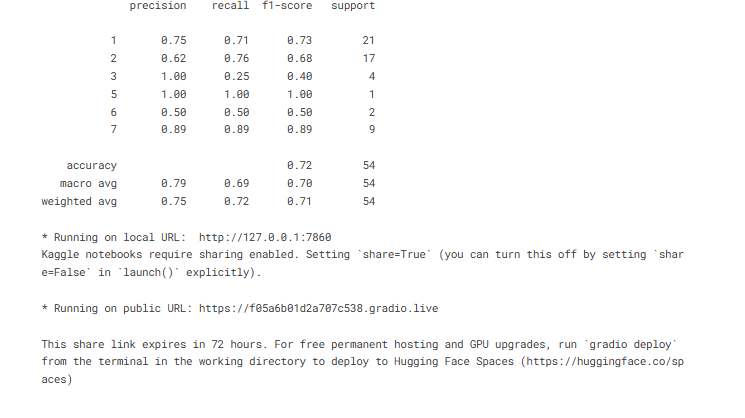 precision recall f1-score support
1 0.75 0.71 0.73 21
2 0.62 0.76 0.68 17
3 1.00 0.25 0.40 4
5 1.00 1.00 1.00 1
6 0.50 0.50 0.50 2
7 0.89 0.89 0.89 9
accuracy 0.72 54
macro avg 0.79 0.69 0.70 54
weighted avg 0.75 0.72 0.71 54
* Running on local URL: http://127.0.0.1:7860
Kaggle notebooks require sharing enabled. Setting `share=True` (you can turn this off by setting `shar
e=False` in `launch()` explicitly).
* Running on public URL: https://f05a6b01d2a707c538.gradio.live
This share link expires in 72 hours. For free permanent hosting and GPU upgrades, run `gradio deploy`
from the terminal in the working directory to deploy to Hugging Face Spaces (https://huggingface.co/sp
aces)